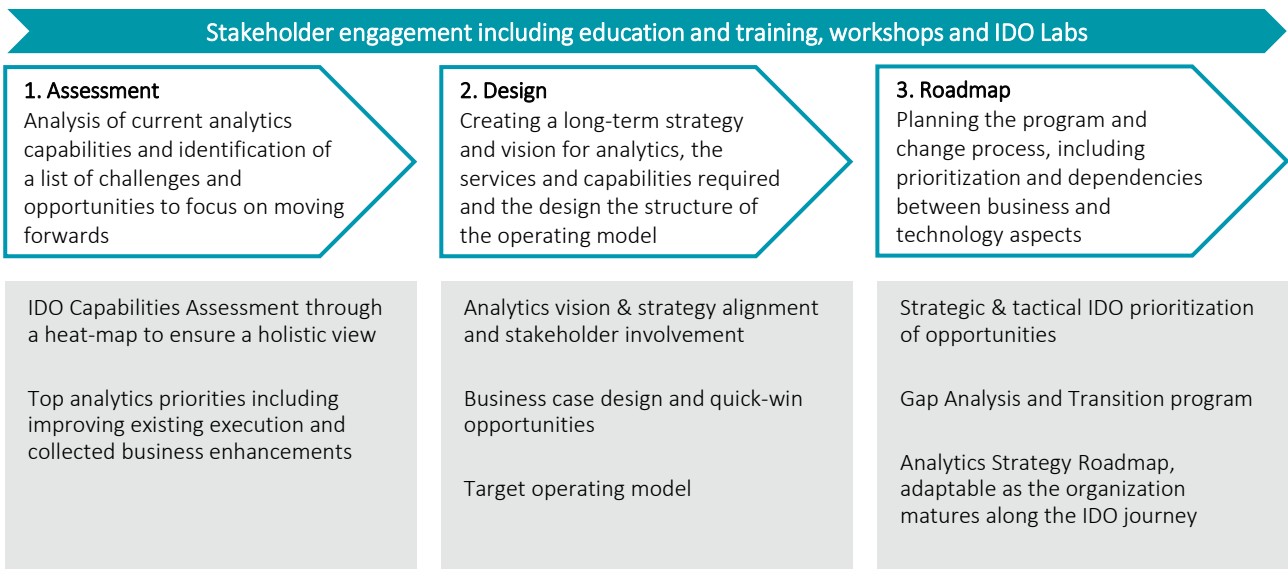 Stakeholder engagement including education and training, workshops and IDO Labs
1. Assessment
Analysis of current analytics
capabilities and identification of
a list of challenges and
opportunities to focus on moving
forwards
2. Design
Creating a long-term strategy
and vision for analytics, the
services and capabilities required
and the design the structure of
the operating model
3. Roadmap
Planning the program and
change process, including
prioritization and dependencies
between business and
technology aspects
IDO Capabilities Assessment through
a heat-map to ensure a holistic view
Top analytics priorities including
improving existing execution and
collected business enhancements
Analytics vision & strategy alignment
and stakeholder involvement
Business case design and quick-win
opportunities
Target operating model
Strategic & tactical IDO prioritization
of opportunities
Gap Analysis and Transition program
Analytics Strategy Roadmap,
adaptable as the organization
matures along the IDO journey